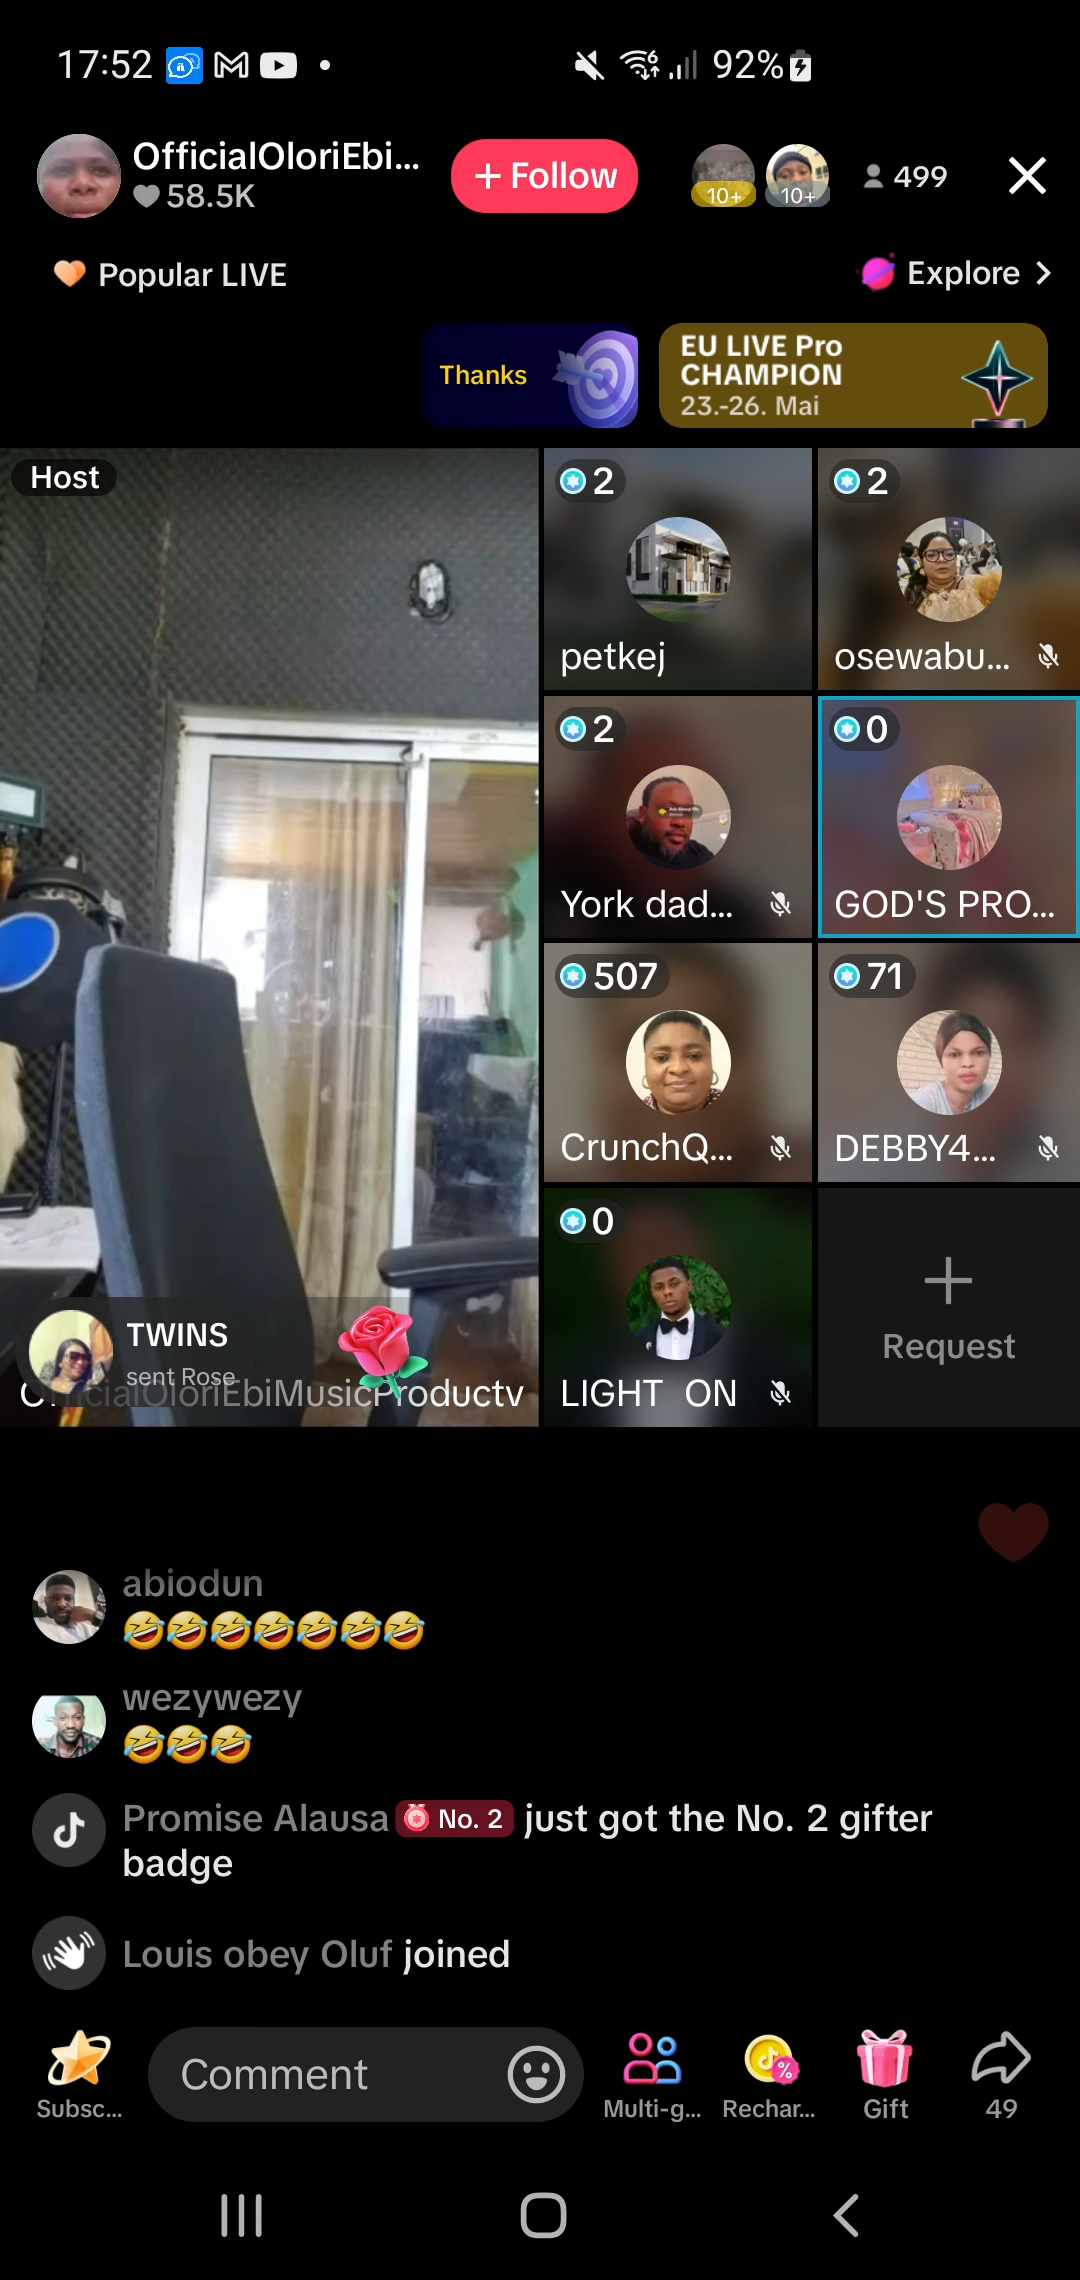 17:52 92%
OfficialOloriEbi...
58.5K
+ Follow
10+
10+
499
Popular LIVE
Explore
Thanks
EU LIVE Pro
CHAMPION
23.-26. Mai
Host
2
petkej
2
osewabu...
2
York dad...
0
GOD'S PRO...
507
CrunchQ...
71
DEBBY4...
0
LIGHT ON
Request
TWINS
sent Rose
OfficialOloriEbiMusicProductv
abiodun
🤣🤣🤣🤣🤣🤣🤣
wezywezy
🤣🤣🤣
Promise Alausa No. 2 just got the No. 2 gifter
badge
Louis obey Oluf joined
Subsc...
Comment
Multi-g...
Rechar...
Gift
49